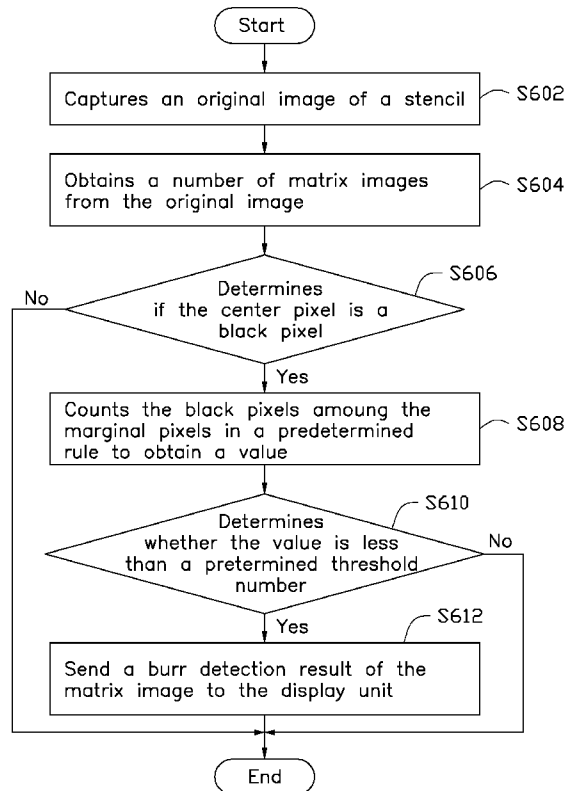 Start
Captures an original image of a stencil
S602
Obtains a number of matrix images
from the original image
S604
S606
No
Determines
if the center pixel is a
black pixel
Yes
Counts the black pixels amoung the
marginal pixels in a predetermined
rule to obtain a value
S608
S610
Determines
whether the value is less
than a pretermined threshold
number
No
Yes
S612
Send a burr detection result of the
matrix image to the display unit
End